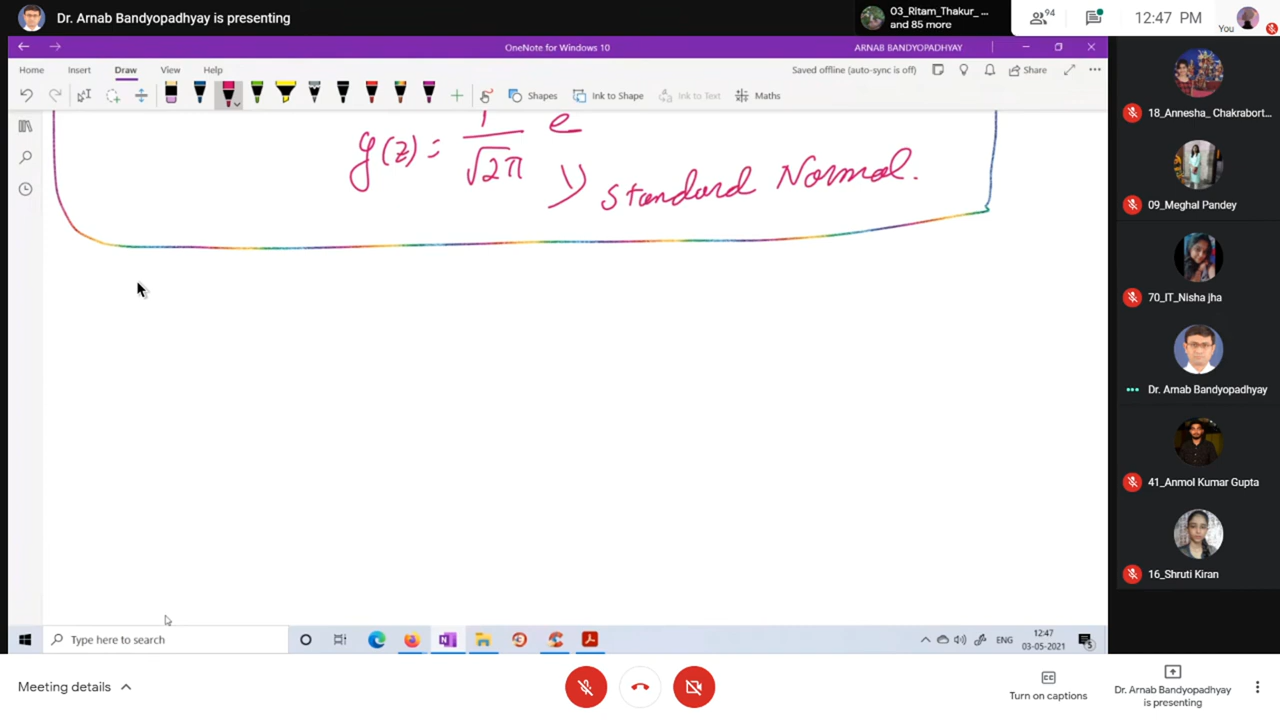 Dr. Arnab Bandyopadhyay is presenting
03_Ritam_Thakur_ ...
and 85 more
94
12:47 PM
You
OneNote for Windows 10
ARNAB BANDYOPADHYAY
Home Insert Draw View Help
Saved offline (auto-sync is off)
Share
Shapes
Ink to Shape
Ink to Text
Maths
g(z) = 1/√2π e
Standard Normal.
18_Annesha_ Chakrabort...
09_Meghal Pandey
70_IT_Nisha jha
Dr. Arnab Bandyopadhyay
41_Anmol Kumar Gupta
16_Shruti Kiran
Type here to search
ENG
12:47
03-05-2021
5
Meeting details
Turn on captions
Dr. Arnab Bandyopadhyay
is presenting